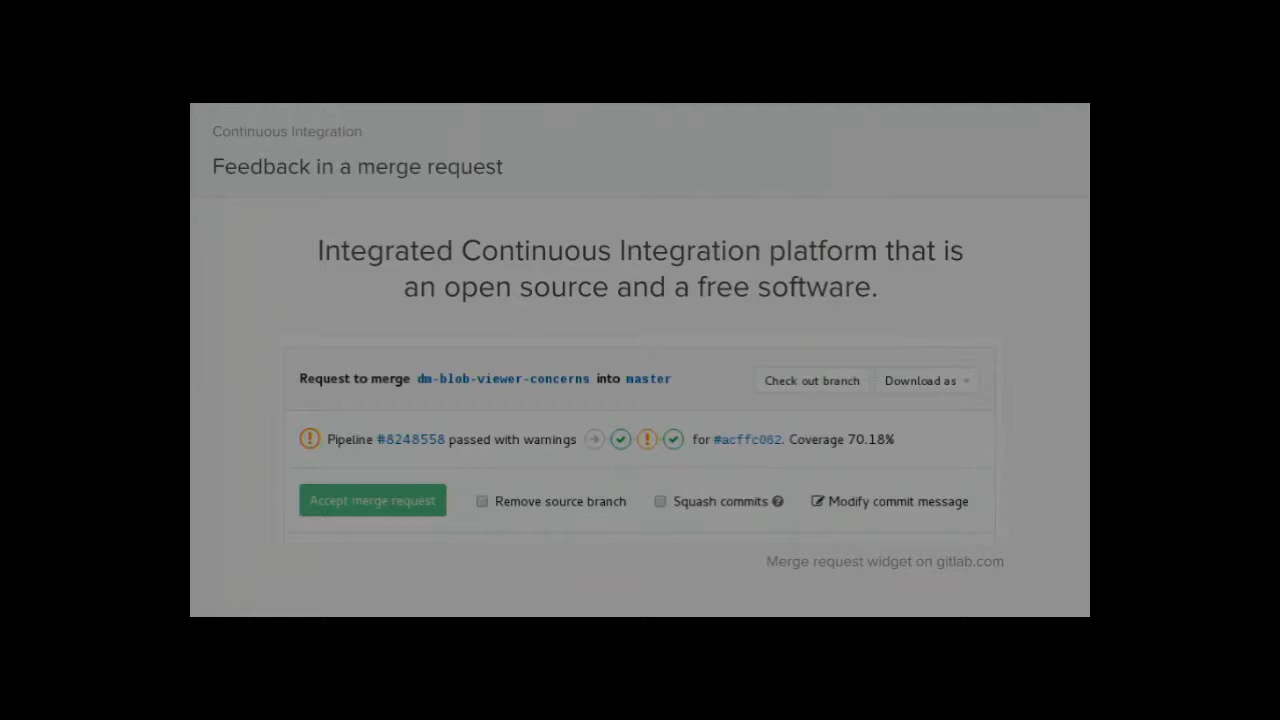 Continuous Integration
Feedback in a merge request
Integrated Continuous Integration platform that is
an open source and a free software.
Request to merge dm-blob-viewer-concerns into master
Check out branch
Download as
Pipeline #8248558 passed with warnings for #acffc062. Coverage 70.18%
Accept merge request
Remove source branch
Squash commits
Modify commit message
Merge request widget on gitlab.com